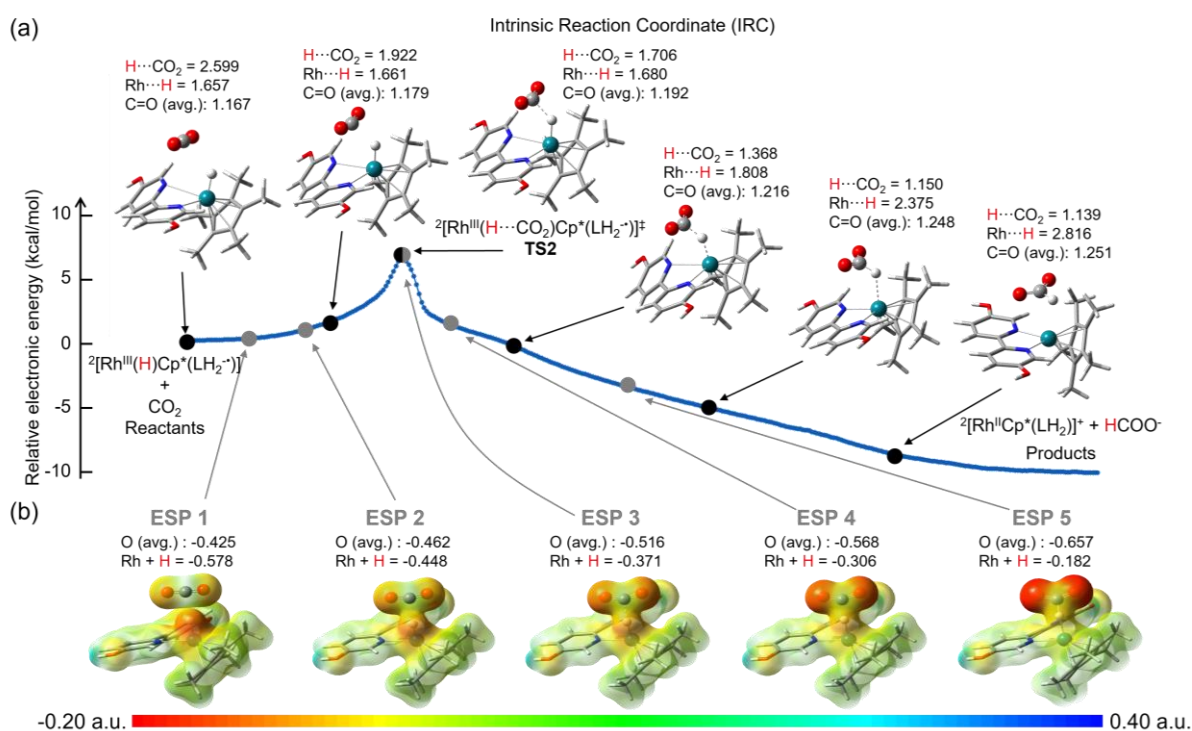 (a)
Intrinsic Reaction Coordinate (IRC)
H···CO₂ = 2.599
Rh···H = 1.657
C=O (avg.): 1.167
H···CO₂ = 1.922
Rh···H = 1.661
C=O (avg.): 1.179
H···CO₂ = 1.706
Rh···H = 1.680
C=O (avg.): 1.192
H···CO₂ = 1.368
Rh···H = 1.808
C=O (avg.): 1.216
H···CO₂ = 1.150
Rh···H = 2.375
C=O (avg.): 1.248
H···CO₂ = 1.139
Rh···H = 2.816
C=O (avg.): 1.251
Relative electronic energy (kcal/mol)
10
5
0
-5
-10
²[Rhᴵᴵᴵ(H)Cp*(LH₂⁻•)]
+
CO₂
Reactants
²[Rhᴵᴵᴵ(H···CO₂)Cp*(LH₂⁻•)]‡
TS2
²[RhᴵᴵCp*(LH₂)]⁺ + HCOO⁻
Products
(b)
ESP 1
O (avg.) : -0.425
Rh + H = -0.578
ESP 2
O (avg.) : -0.462
Rh + H = -0.448
ESP 3
O (avg.) : -0.516
Rh + H = -0.371
ESP 4
O (avg.) : -0.568
Rh + H = -0.306
ESP 5
O (avg.) : -0.657
Rh + H = -0.182
-0.20 a.u.
0.40 a.u.